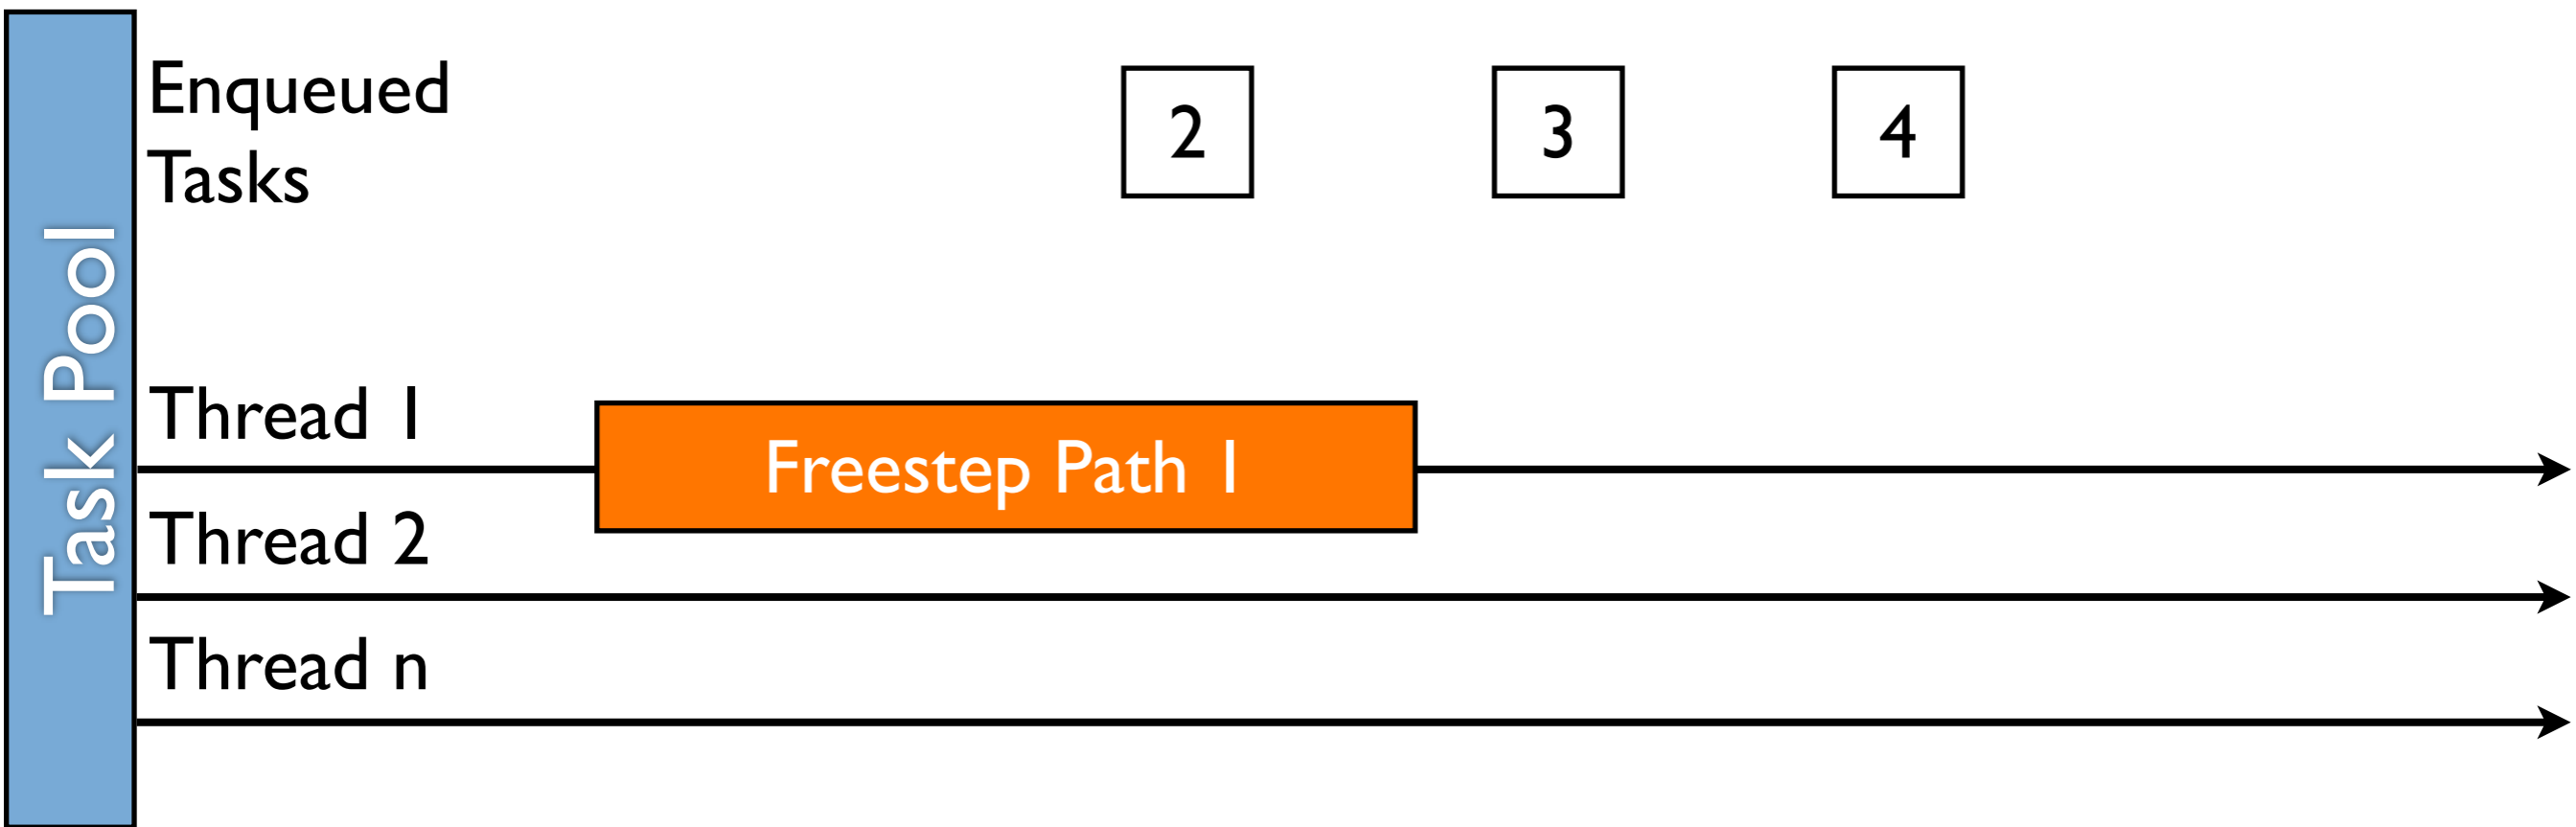 Task Pool
Enqueued
Tasks
2
3
4
Thread 1
Freestep Path 1
Thread 2
Thread n